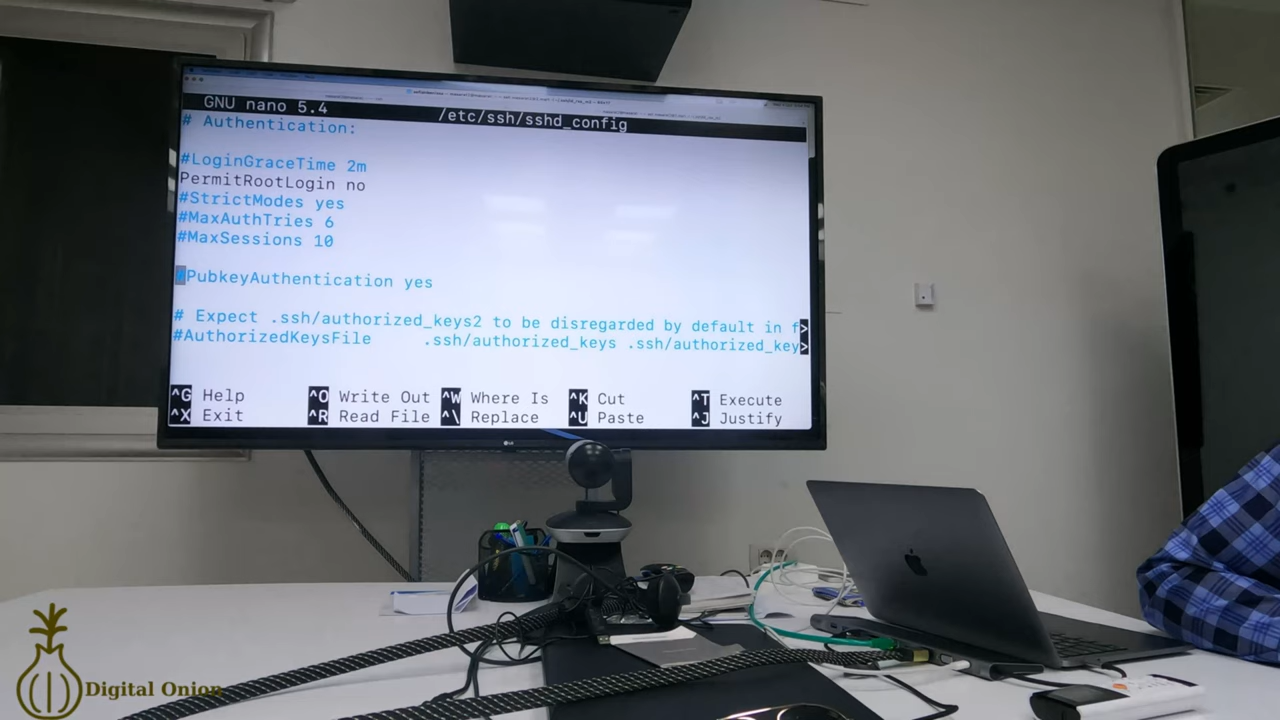 GNU nano 5.4
/etc/ssh/sshd_config
# Authentication:
#LoginGraceTime 2m
PermitRootLogin no
#StrictModes yes
#MaxAuthTries 6
#MaxSessions 10
#PubkeyAuthentication yes
# Expect .ssh/authorized_keys2 to be disregarded by default in f>
#AuthorizedKeysFile .ssh/authorized_keys .ssh/authorized_key>
^G Help ^O Write Out ^W Where Is ^K Cut ^T Execute
^X Exit ^R Read File ^\ Replace ^U Paste ^J Justify
LG
Digital Onion